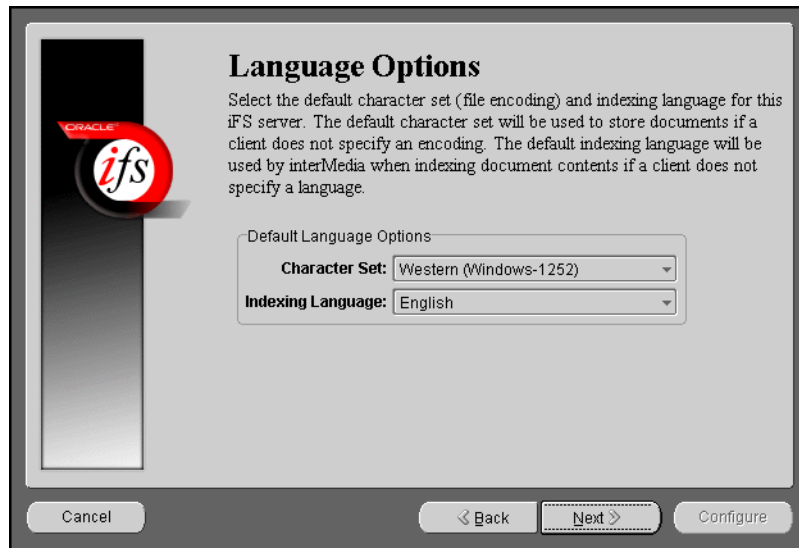 Language Options
Select the default character set (file encoding) and indexing language for this
iFS server. The default character set will be used to store documents if a
client does not specify an encoding. The default indexing language will be
used by interMedia when indexing document contents if a client does not
specify a language.
ORACLE
ifs
Default Language Options
Character Set: Western (Windows-1252)
Indexing Language: English
Cancel
Back
Next
Configure